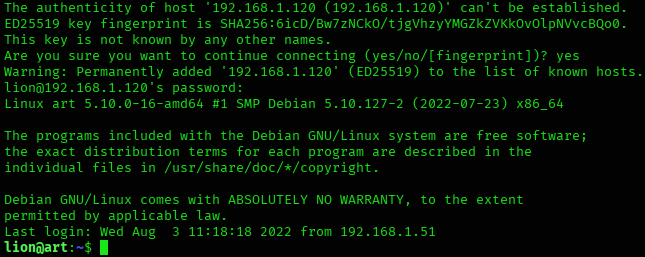 The authenticity of host '192.168.1.120 (192.168.1.120)' can't be established.
ED25519 key fingerprint is SHA256:6icD/Bw7zNCkO/tjgVhzyYMGZkZVKkOvOlpNVvcBQo0.
This key is not known by any other names.
Are you sure you want to continue connecting (yes/no/[fingerprint])? yes
Warning: Permanently added '192.168.1.120' (ED25519) to the list of known hosts.
lion@192.168.1.120's password:
Linux art 5.10.0-16-amd64 #1 SMP Debian 5.10.127-2 (2022-07-23) x86_64
The programs included with the Debian GNU/Linux system are free software;
the exact distribution terms for each program are described in the
individual files in /usr/share/doc/*/copyright.
Debian GNU/Linux comes with ABSOLUTELY NO WARRANTY, to the extent
permitted by applicable law.
Last login: Wed Aug  3 11:18:18 2022 from 192.168.1.51
lion@art:~$